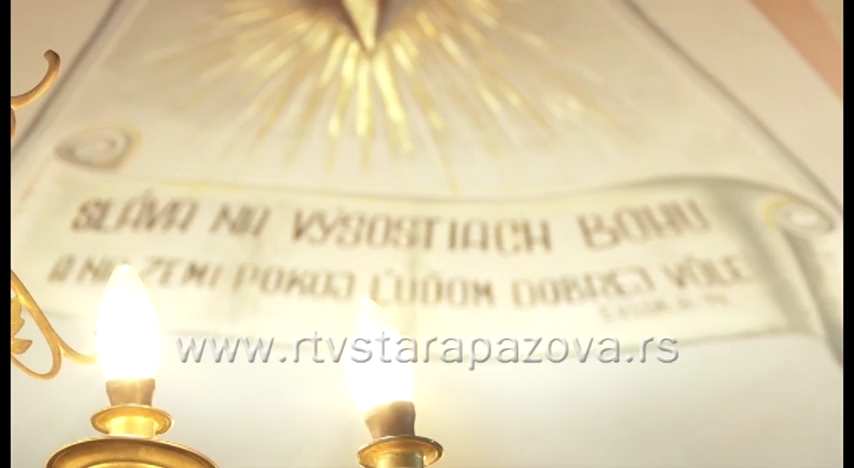 SLÁVA NA VÝSOSTIACH BOHU
A NA ZEMI POKOJ ĽUĎOM DOBREJ VÔLE
www.rtvstarapazova.rs